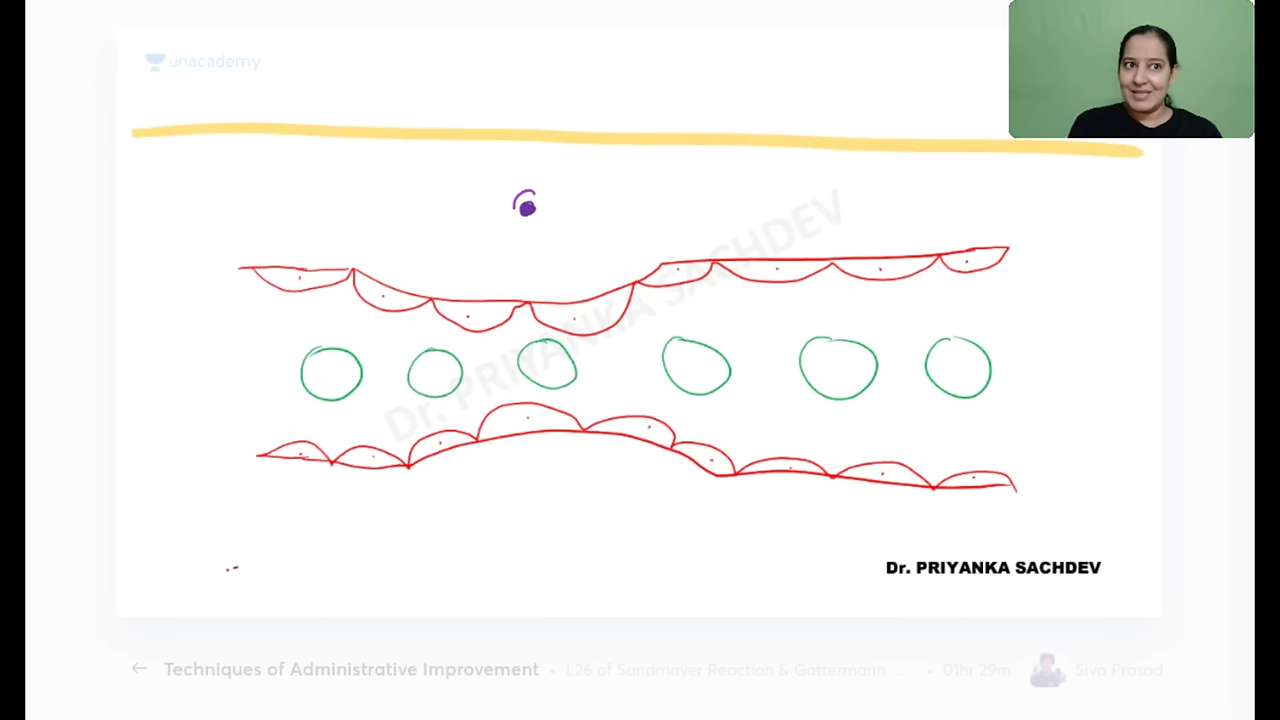 unacademy
Dr. PRIYANKA SACHDEV
Dr. PRIYANKA SACHDEV
Techniques of Administrative Improvement • L26 of Sandmayer Reaction & Gattermann ... • 01hr 29m Siva Prasad